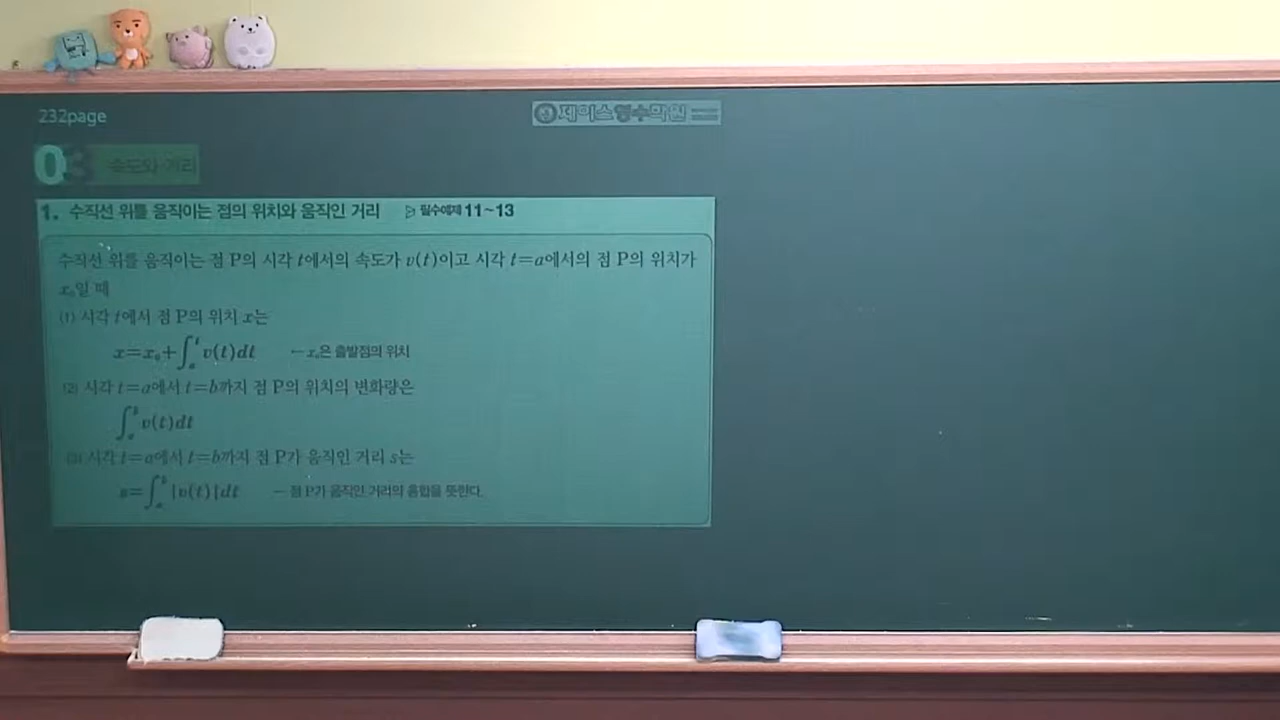 232page
제이스영수학원
03 속도와 거리
1. 수직선 위를 움직이는 점의 위치와 움직인 거리 ▷ 필수예제 11~13
수직선 위를 움직이는 점 P의 시각 t에서의 속도가 v(t)이고 시각 t=a에서의 점 P의 위치가
x₀일 때
(1) 시각 t에서 점 P의 위치 x는
x=x₀+∫ₐᵗ v(t)dt ←x₀은 출발점의 위치
(2) 시각 t=a에서 t=b까지 점 P의 위치의 변화량은
∫ₐᵇ v(t)dt
(3) 시각 t=a에서 t=b까지 점 P가 움직인 거리 s는
s=∫ₐᵇ |v(t)|dt ← 점 P가 움직인 거리의 총합을 뜻한다.